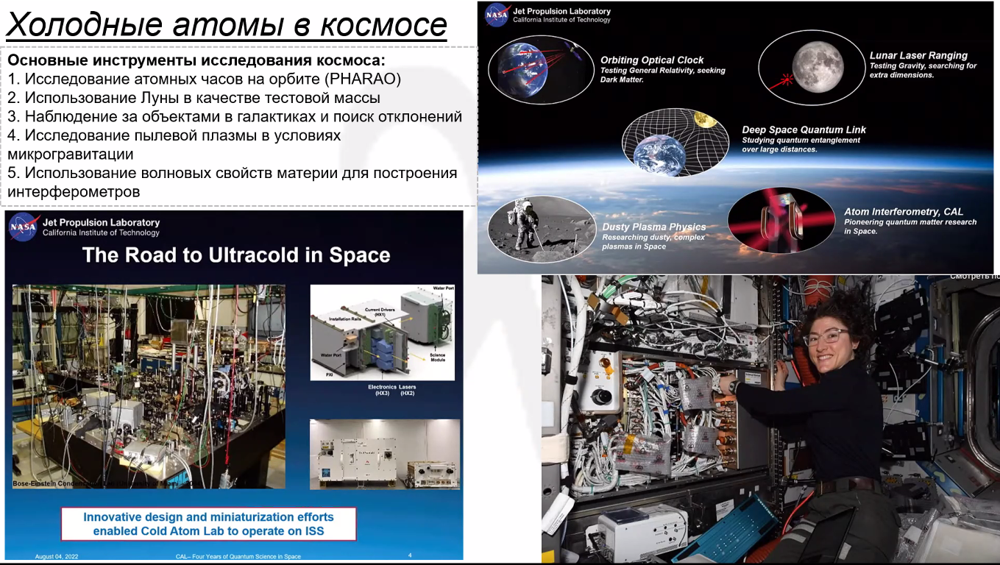 Холодные атомы в космосе
Основные инструменты исследования космоса:
1. Исследование атомных часов на орбите (PHARAO)
2. Использование Луны в качестве тестовой массы
3. Наблюдение за объектами в галактиках и поиск отклонений
4. Исследование пылевой плазмы в условиях
микрогравитации
5. Использование волновых свойств материи для построения
интерферометров
NASA
Jet Propulsion Laboratory
California Institute of Technology
Orbiting Optical Clock
Testing General Relativity, seeking
Dark Matter.
Lunar Laser Ranging
Testing Gravity, searching for
extra dimensions.
Deep Space Quantum Link
Studying quantum entanglement
over large distances.
Dusty Plasma Physics
Researching dusty, complex
plasmas in Space
Atom Interferometry, CAL
Pioneering quantum matter research
in Space.
NASA
Jet Propulsion Laboratory
California Institute of Technology
The Road to Ultracold in Space
Water Port
Current Drivers
(HX1)
Installation Rails
Water Port
Science
Module
PXI
Electronics Lasers
(HX3) (HX2)
Bose-Einstein
Innovative design and miniaturization efforts
enabled Cold Atom Lab to operate on ISS
August 04, 2022
CAL– Four Years of Quantum Science in Space
4
Смотреть